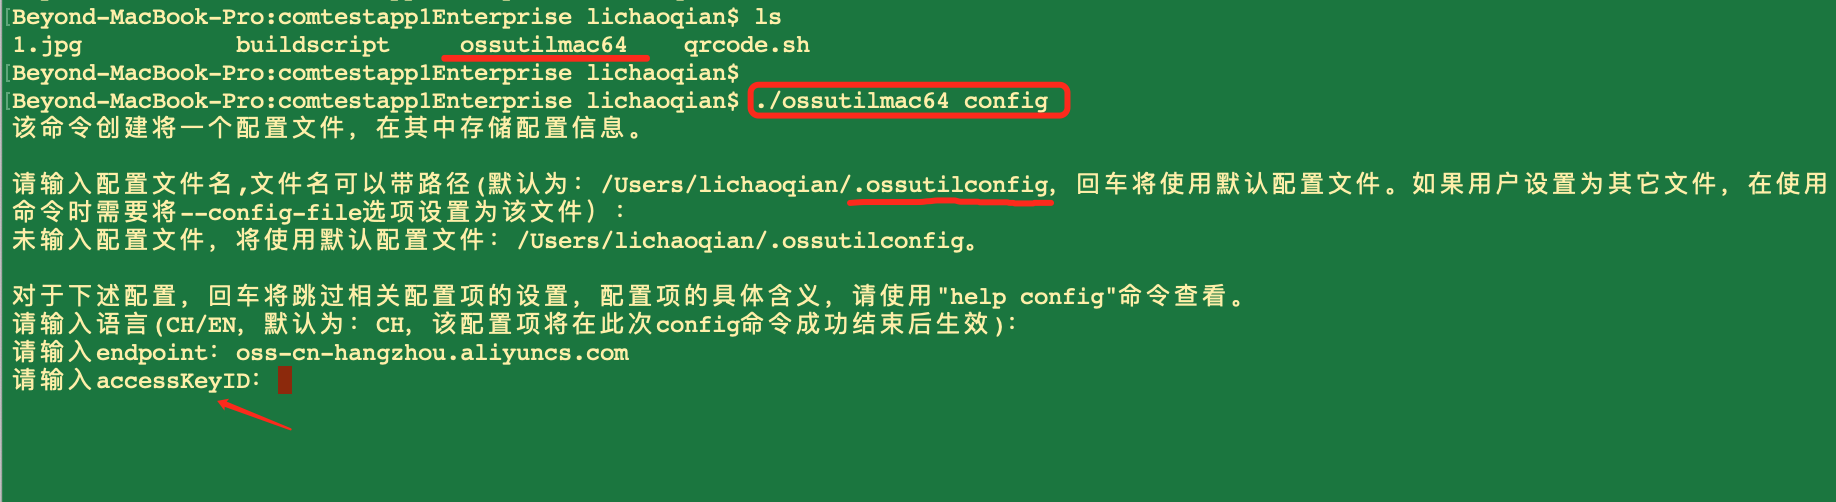 [Beyond-MacBook-Pro:comtestapp1Enterprise lichaoqian$ ls
1.jpg buildscript ossutilmac64 qrcode.sh
[Beyond-MacBook-Pro:comtestapp1Enterprise lichaoqian$
[Beyond-MacBook-Pro:comtestapp1Enterprise lichaoqian$ ./ossutilmac64 config
该命令创建将一个配置文件，在其中存储配置信息。
请输入配置文件名,文件名可以带路径(默认为：/Users/lichaoqian/.ossutilconfig，回车将使用默认配置文件。如果用户设置为其它文件，在使用
命令时需要将--config-file选项设置为该文件）：
未输入配置文件，将使用默认配置文件：/Users/lichaoqian/.ossutilconfig。
对于下述配置，回车将跳过相关配置项的设置，配置项的具体含义，请使用"help config"命令查看。
请输入语言(CH/EN，默认为：CH，该配置项将在此次config命令成功结束后生效)：
请输入endpoint：oss-cn-hangzhou.aliyuncs.com
请输入accessKeyID：